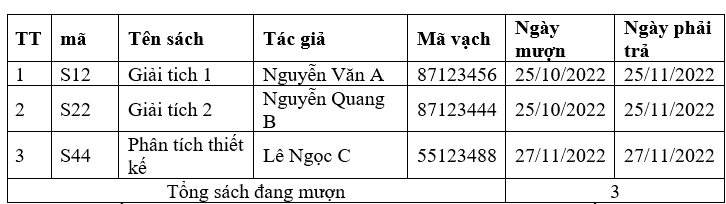 TT mã Tên sách Tác giả Mã vạch Ngày mượn Ngày phải trả
1 S12 Giải tich 1 Nguyễn Văn A 87123456 25/10/2022 25/11/2022
2 S22 Giải tích 2 Nguyễn Quang B 87123444 25/10/2022 25/11/2022
3 S44 Phân tích thiết kế Lê Ngọc C 55123488 27/11/2022 27/11/2022
Tổng sách đang mượn 3